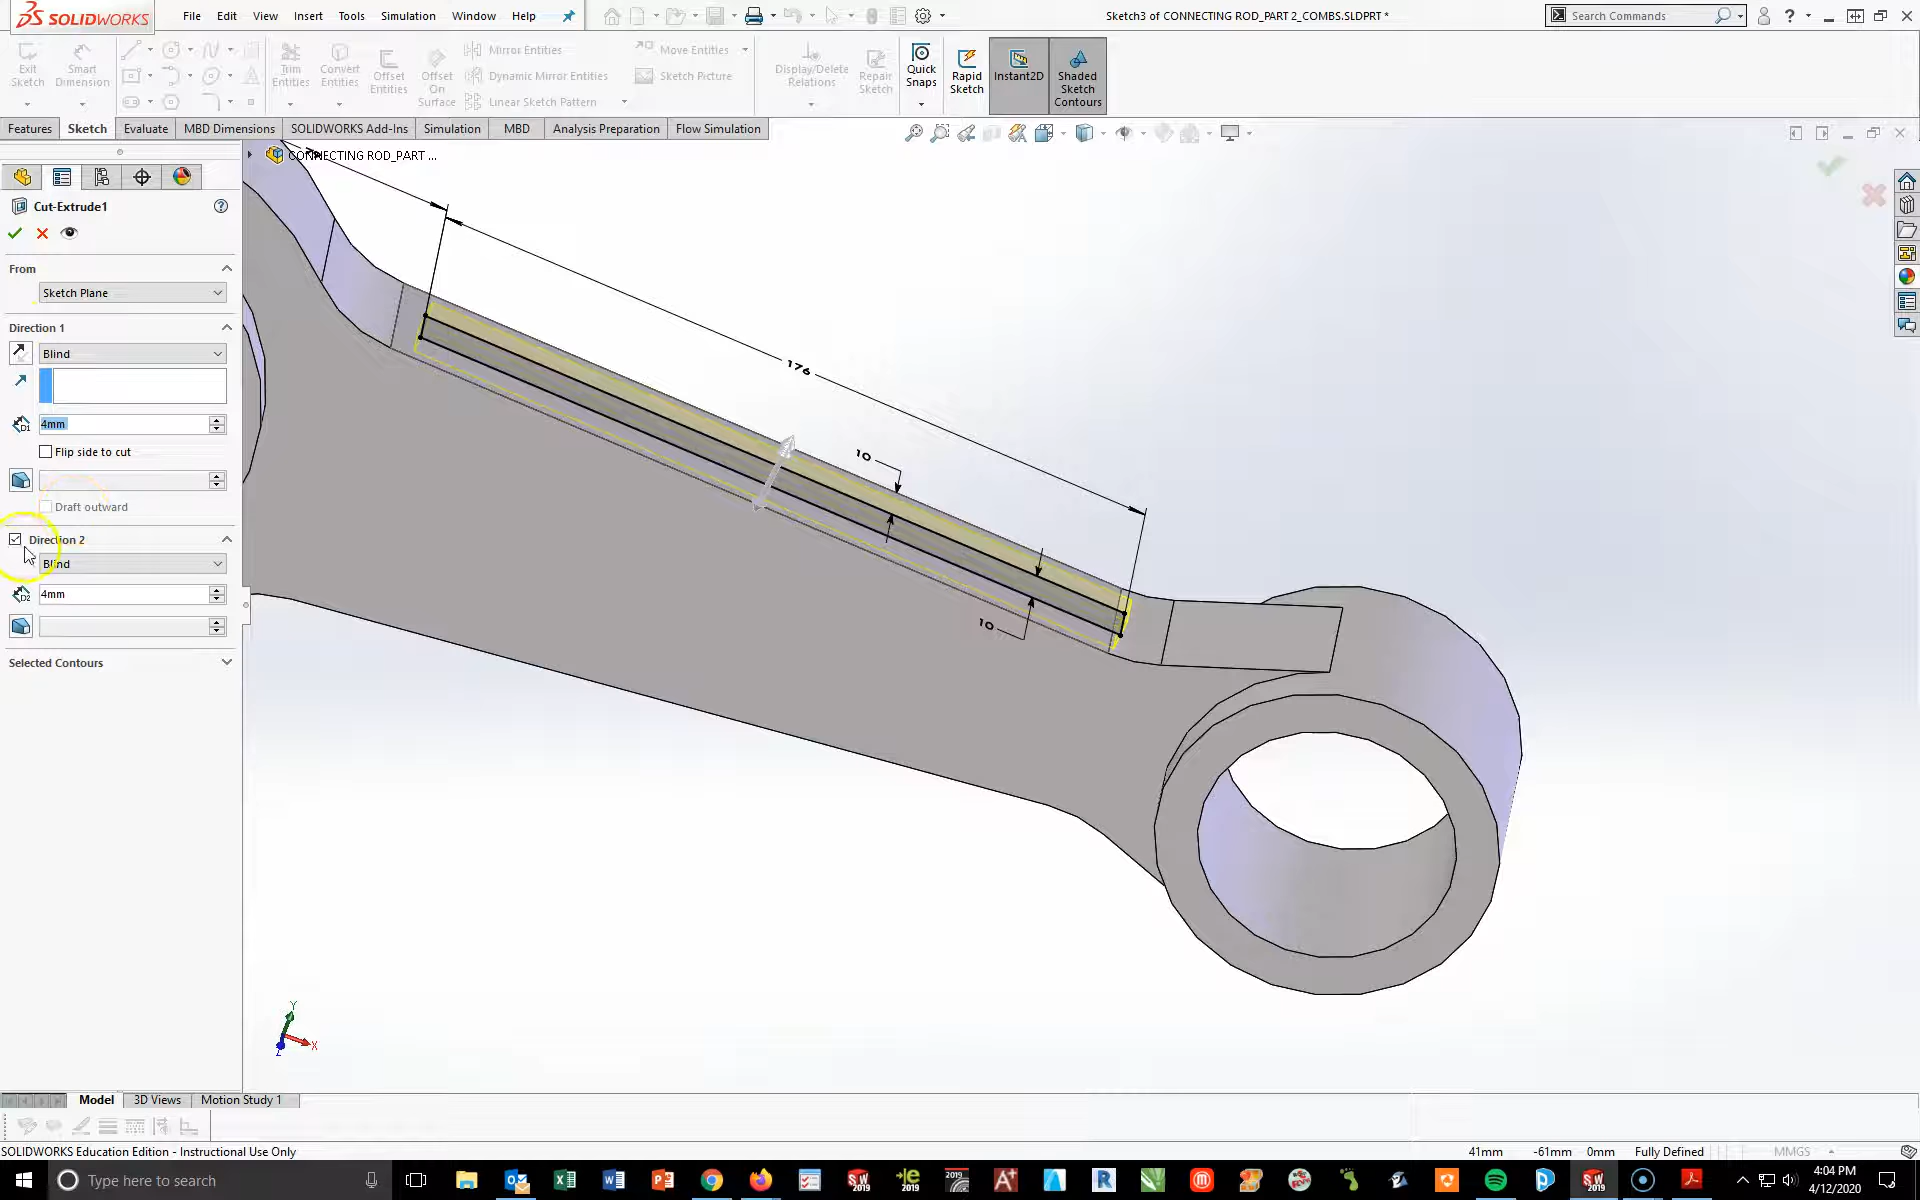 SOLIDWORKS
File Edit View Insert Tools Simulation Window Help
Sketch3 of CONNECTING ROD_PART 2_COMBS.SLDPRT *
Search Commands
Exit Sketch
Smart Dimension
Trim Entities
Convert Entities
Offset Entities
Offset On Surface
Mirror Entities
Dynamic Mirror Entities
Linear Sketch Pattern
Move Entities
Sketch Picture
Display/Delete Relations
Repair Sketch
Quick Snaps
Rapid Sketch
Instant2D
Shaded Sketch Contours
Features Sketch Evaluate MBD Dimensions SOLIDWORKS Add-Ins Simulation MBD Analysis Preparation Flow Simulation
CONNECTING ROD_PART ...
Cut-Extrude1
From
Sketch Plane
Direction 1
Blind
4mm
Flip side to cut
Draft outward
Direction 2
Blind
4mm
Selected Contours
176
10
10
Y
X
Z
Model 3D Views Motion Study 1
SOLIDWORKS Education Edition - Instructional Use Only
41mm -61mm 0mm Fully Defined MMGS
Type here to search
4:04 PM
4/12/2020